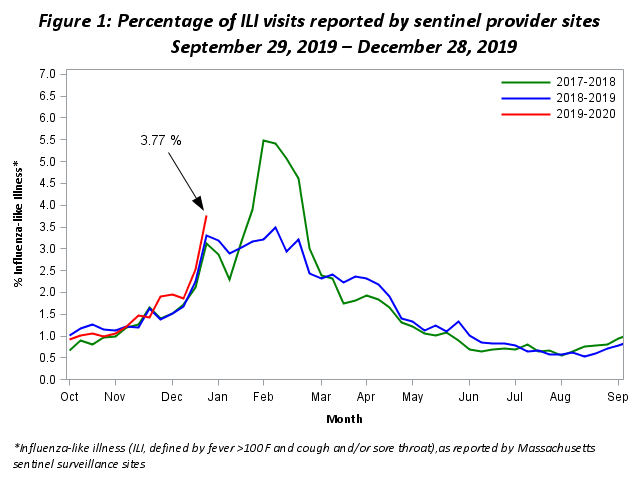 Figure 1: Percentage of ILI visits reported by sentinel provider sites
September 29, 2019 – December 28, 2019
7.0
6.5
6.0
5.5
5.0
4.5
4.0
3.5
3.0
2.5
2.0
1.5
1.0
0.5
0.0
% Influenza-like Illness*
2017-2018
2018-2019
2019-2020
3.77 %
Oct Nov Dec Jan Feb Mar Apr May Jun Jul Aug Sep
Month
*Influenza-like illness (ILI, defined by fever >100F and cough and/or sore throat),as reported by Massachusetts
sentinel surveillance sites